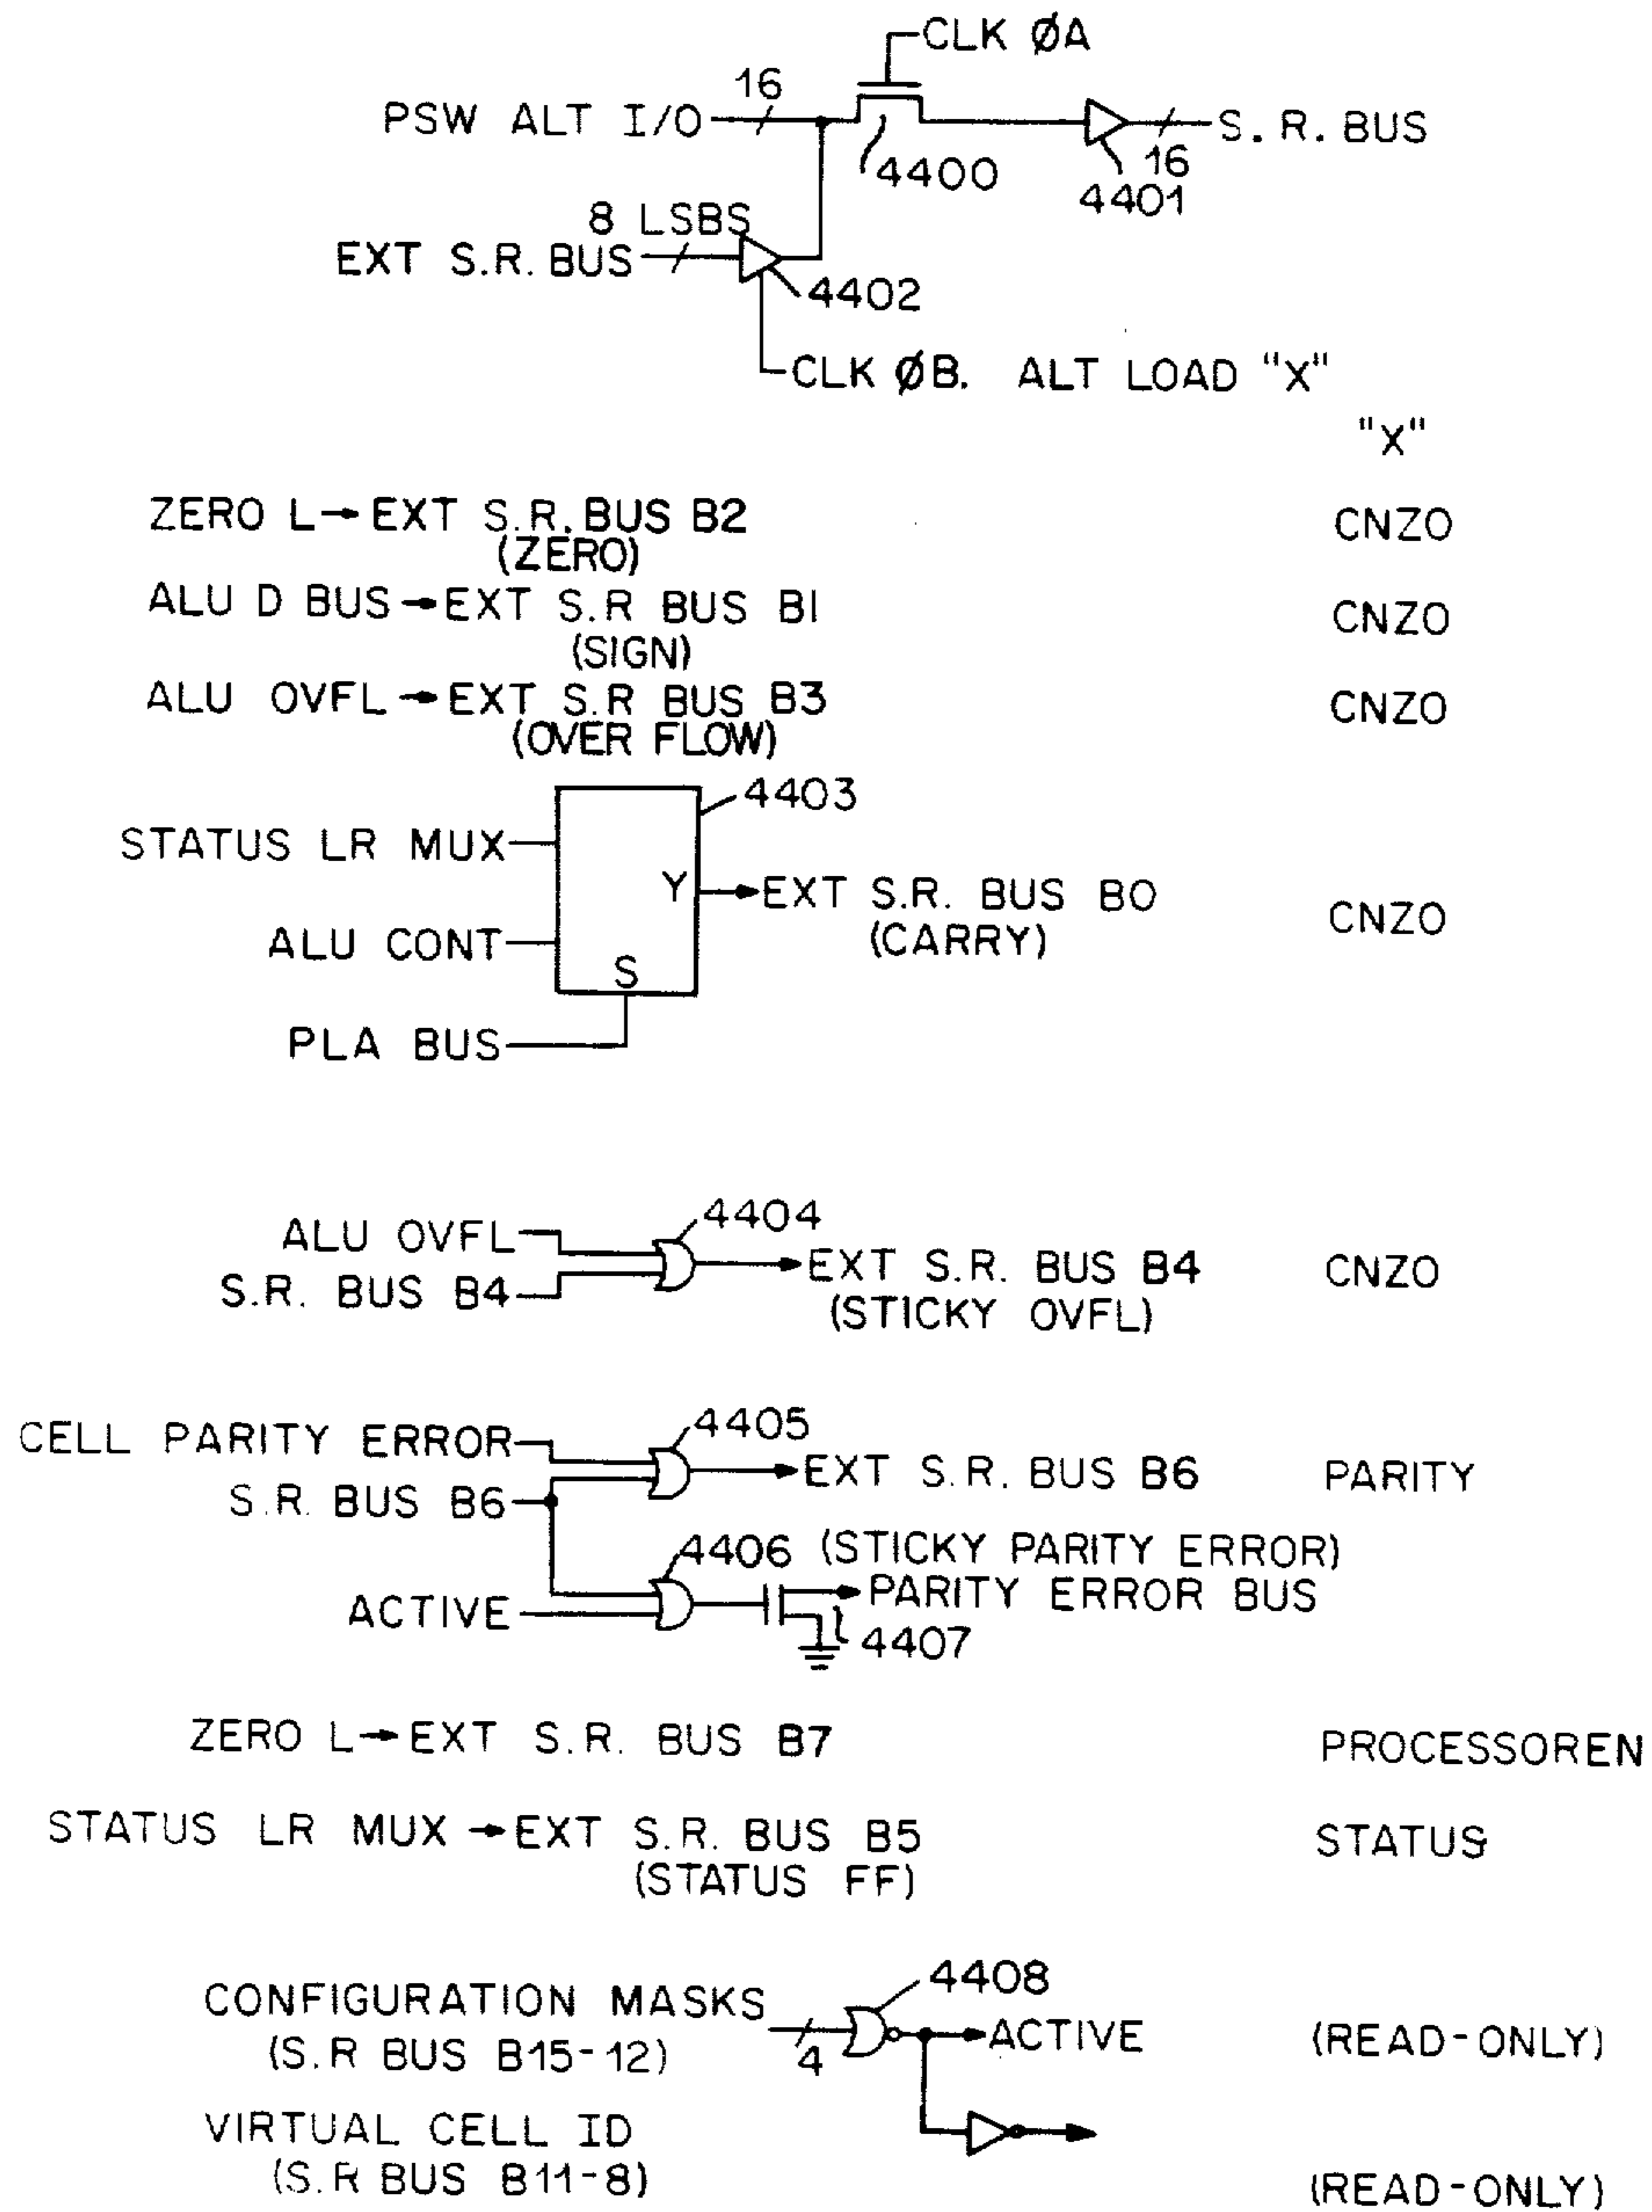 CLK ØA
16
PSW ALT I/O
S.R. BUS
4400
16
4401
8 LSBS
EXT S.R. BUS
4402
CLK ØB. ALT LOAD "X"
"X"
ZERO L→EXT S.R. BUS B2 CNZO
(ZERO)
ALU D BUS→EXT S.R BUS B1 CNZO
(SIGN)
ALU OVFL→EXT S.R BUS B3 CNZO
(OVER FLOW)
4403
STATUS LR MUX
Y
EXT S.R. BUS B0 CNZO
(CARRY)
ALU CONT
S
PLA BUS
4404
ALU OVFL
EXT S.R. BUS B4 CNZO
S.R. BUS B4
(STICKY OVFL)
4405
CELL PARITY ERROR
EXT S.R. BUS B6 PARITY
S.R. BUS B6
4406 (STICKY PARITY ERROR)
PARITY ERROR BUS
ACTIVE
4407
ZERO L→EXT S.R. BUS B7 PROCESSOREN
STATUS LR MUX→EXT S.R. BUS B5 STATUS
(STATUS FF)
4408
CONFIGURATION MASKS
4
ACTIVE (READ-ONLY)
(S.R BUS B15-12)
VIRTUAL CELL ID
(S.R BUS B11-8) (READ-ONLY)